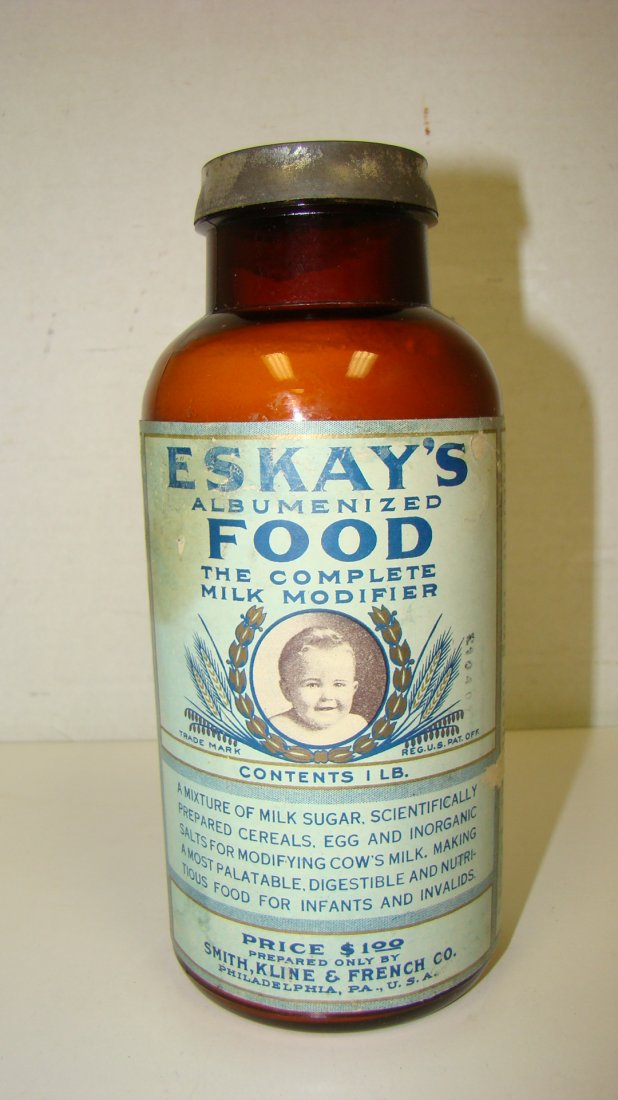 ESKAY'S
ALBUMENIZED
FOOD
THE COMPLETE
MILK MODIFIER
TRADE MARK
REG. U.S. PAT. OFF.
CONTENTS 1 LB.
A MIXTURE OF MILK SUGAR, SCIENTIFICALLY
PREPARED CEREALS, EGG AND INORGANIC
SALTS FOR MODIFYING COW'S MILK, MAKING
A MOST PALATABLE, DIGESTIBLE AND NUTRI-
TIOUS FOOD FOR INFANTS AND INVALIDS.
PRICE $1.00
PREPARED ONLY BY
SMITH, KLINE & FRENCH CO.
PHILADELPHIA, PA., U.S.A.